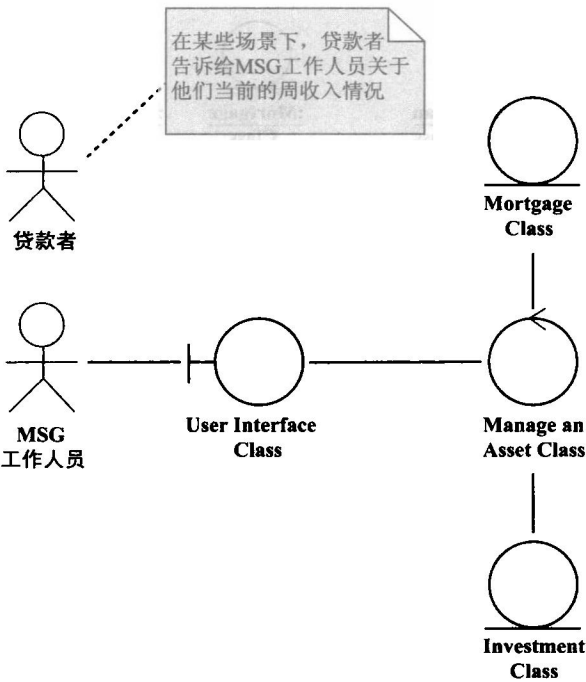 在某些场景下，贷款者
告诉给MSG工作人员关于
他们当前的周收入情况
贷款者
Mortgage
Class
MSG
工作人员
User Interface
Class
Manage an
Asset Class
Investment
Class